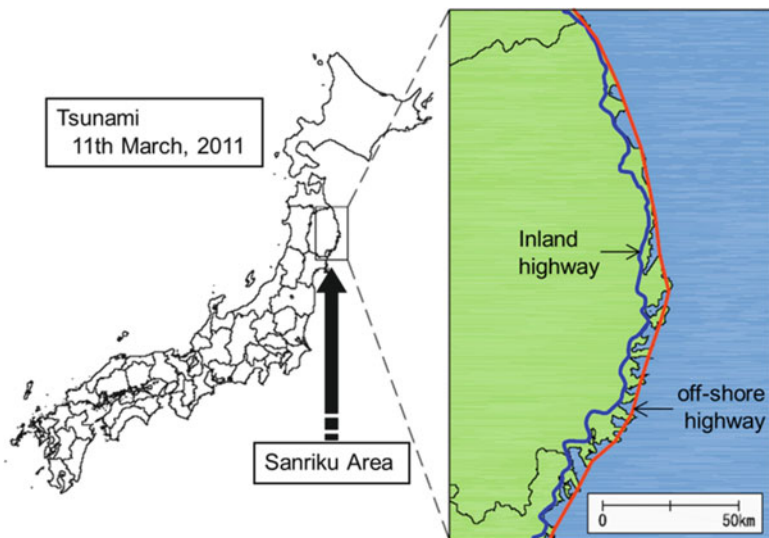 Tsunami
11th March, 2011
Sanriku Area
Inland
highway
off-shore
highway
0 50km